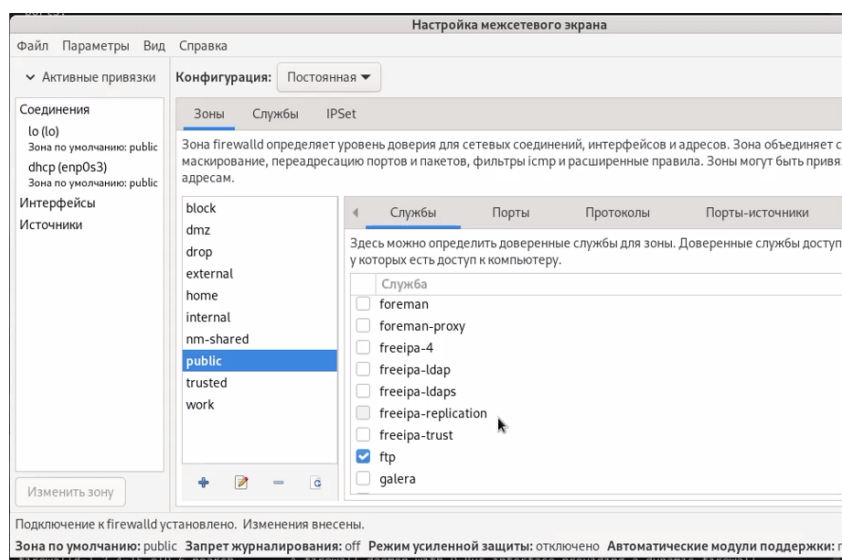 Настройка межсетевого экрана
Файл Параметры Вид Справка
Активные привязки
Конфигурация: Постоянная
Соединения
lo (lo)
Зона по умолчанию: public
dhcp (enp0s3)
Зона по умолчанию: public
Интерфейсы
Источники
Изменить зону
Зоны Службы IPSet
Зона firewalld определяет уровень доверия для сетевых соединений, интерфейсов и адресов. Зона объединяет
маскирование, переадресацию портов и пакетов, фильтры icmp и расширенные правила. Зоны могут быть
адресам.
block
dmz
drop
external
home
internal
nm-shared
public
trusted
work
Службы Порты Протоколы Порты-источники
Здесь можно определить доверенные службы для зоны. Доверенные службы
у которых есть доступ к компьютеру.
Служба
foreman
foreman-proxy
freeipa-4
freeipa-ldap
freeipa-ldaps
freeipa-replication
freeipa-trust
ftp
galera
Подключение к firewalld установлено. Изменения внесены.
Зона по умолчанию: public Запрет журналирования: off Режим усиленной защиты: отключено Автоматические модули поддержки: